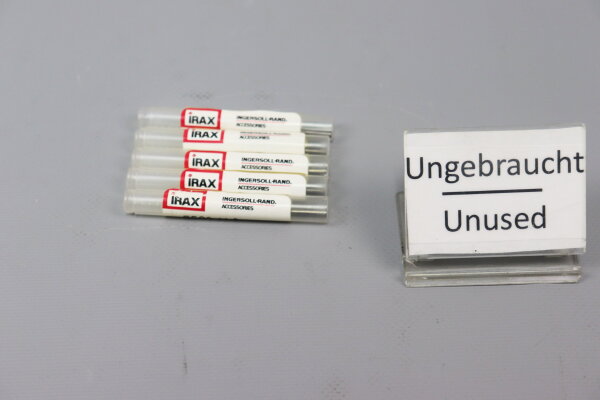 IRAX
INGERSOLL-RAND.
ACCESSORIES
IRAX
ACCESSORIES
IRAX
INGERSOLL-RAND.
ACCESSORIES
IRAX
INGERSOLL-RAND.
ACCESSORIES
IRAX
INGERSOLL-RAND.
ACCESSORIES
Ungebraucht
Unused